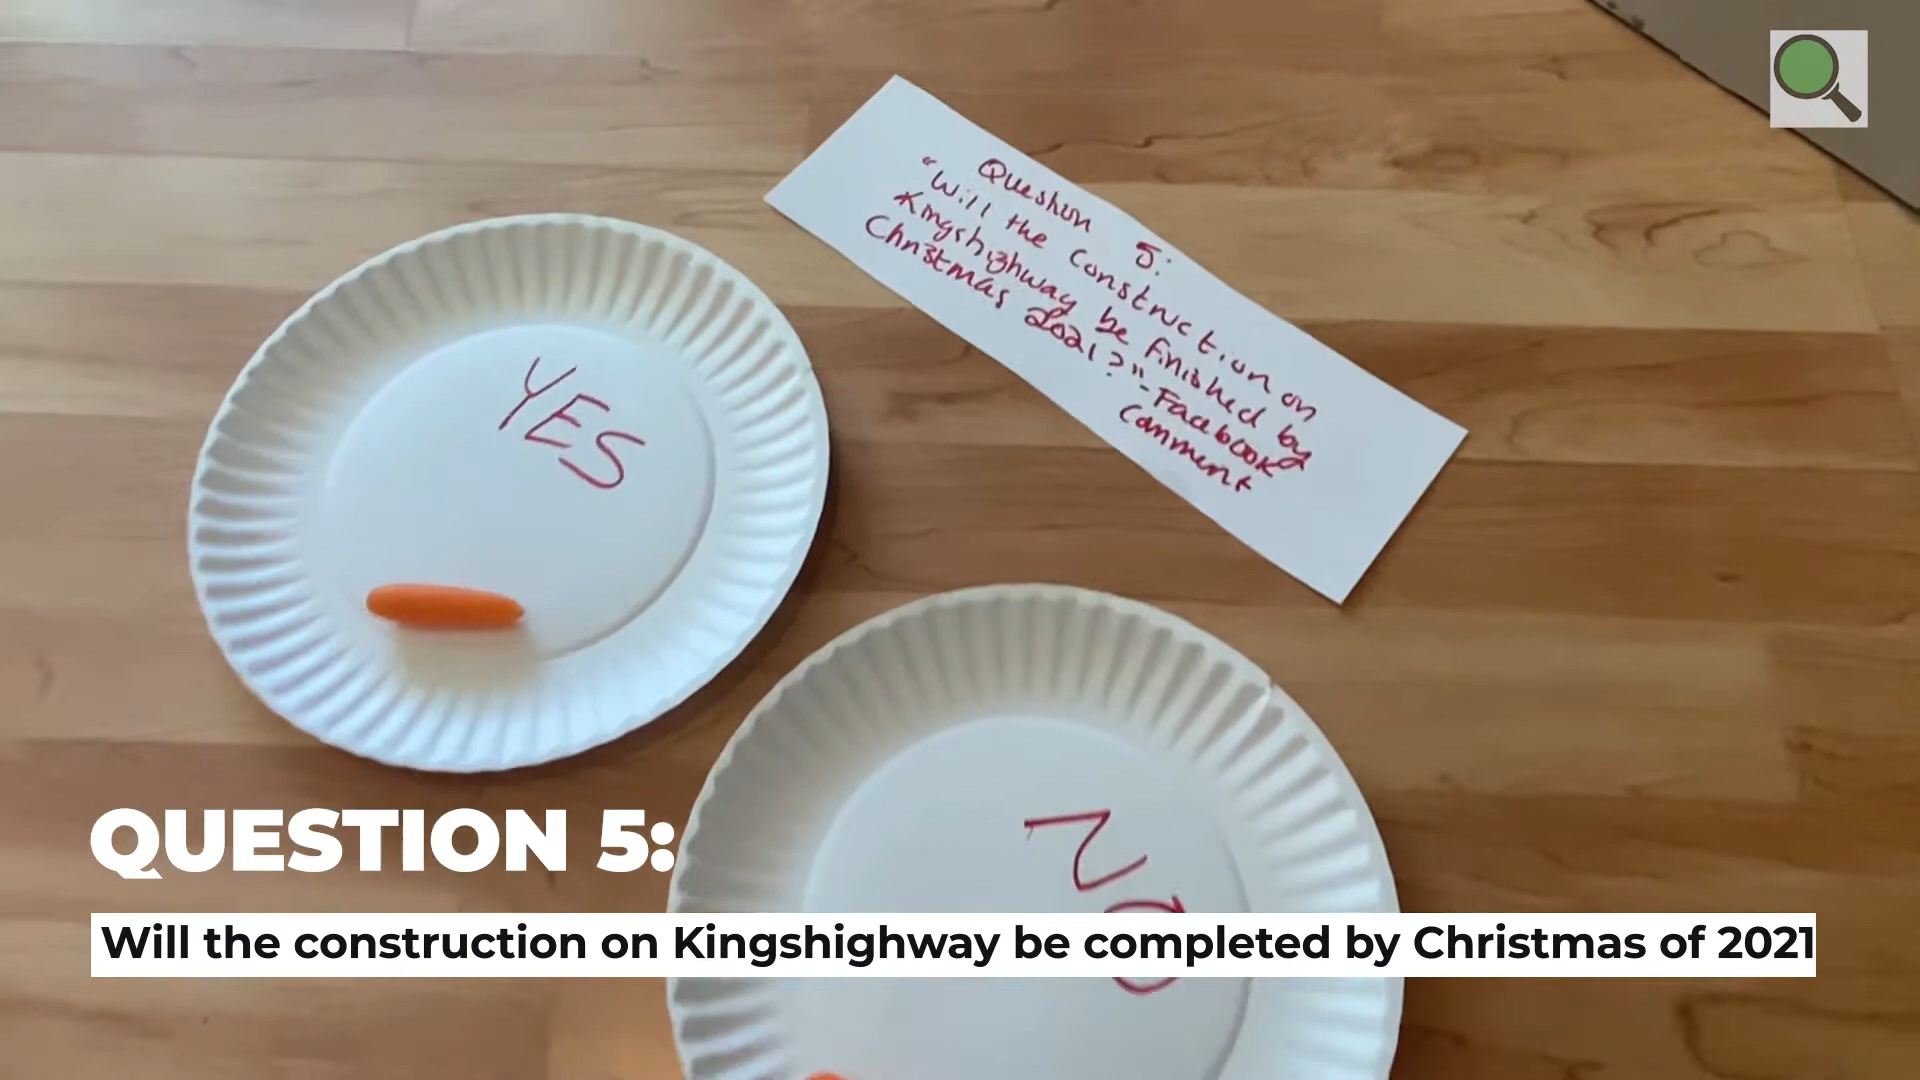 Question 5:
"Will the construction on
Kingshighway be finished by
Christmas 2021?" - Facebook
Comment
YES
NO
QUESTION 5:
Will the construction on Kingshighway be completed by Christmas of 2021